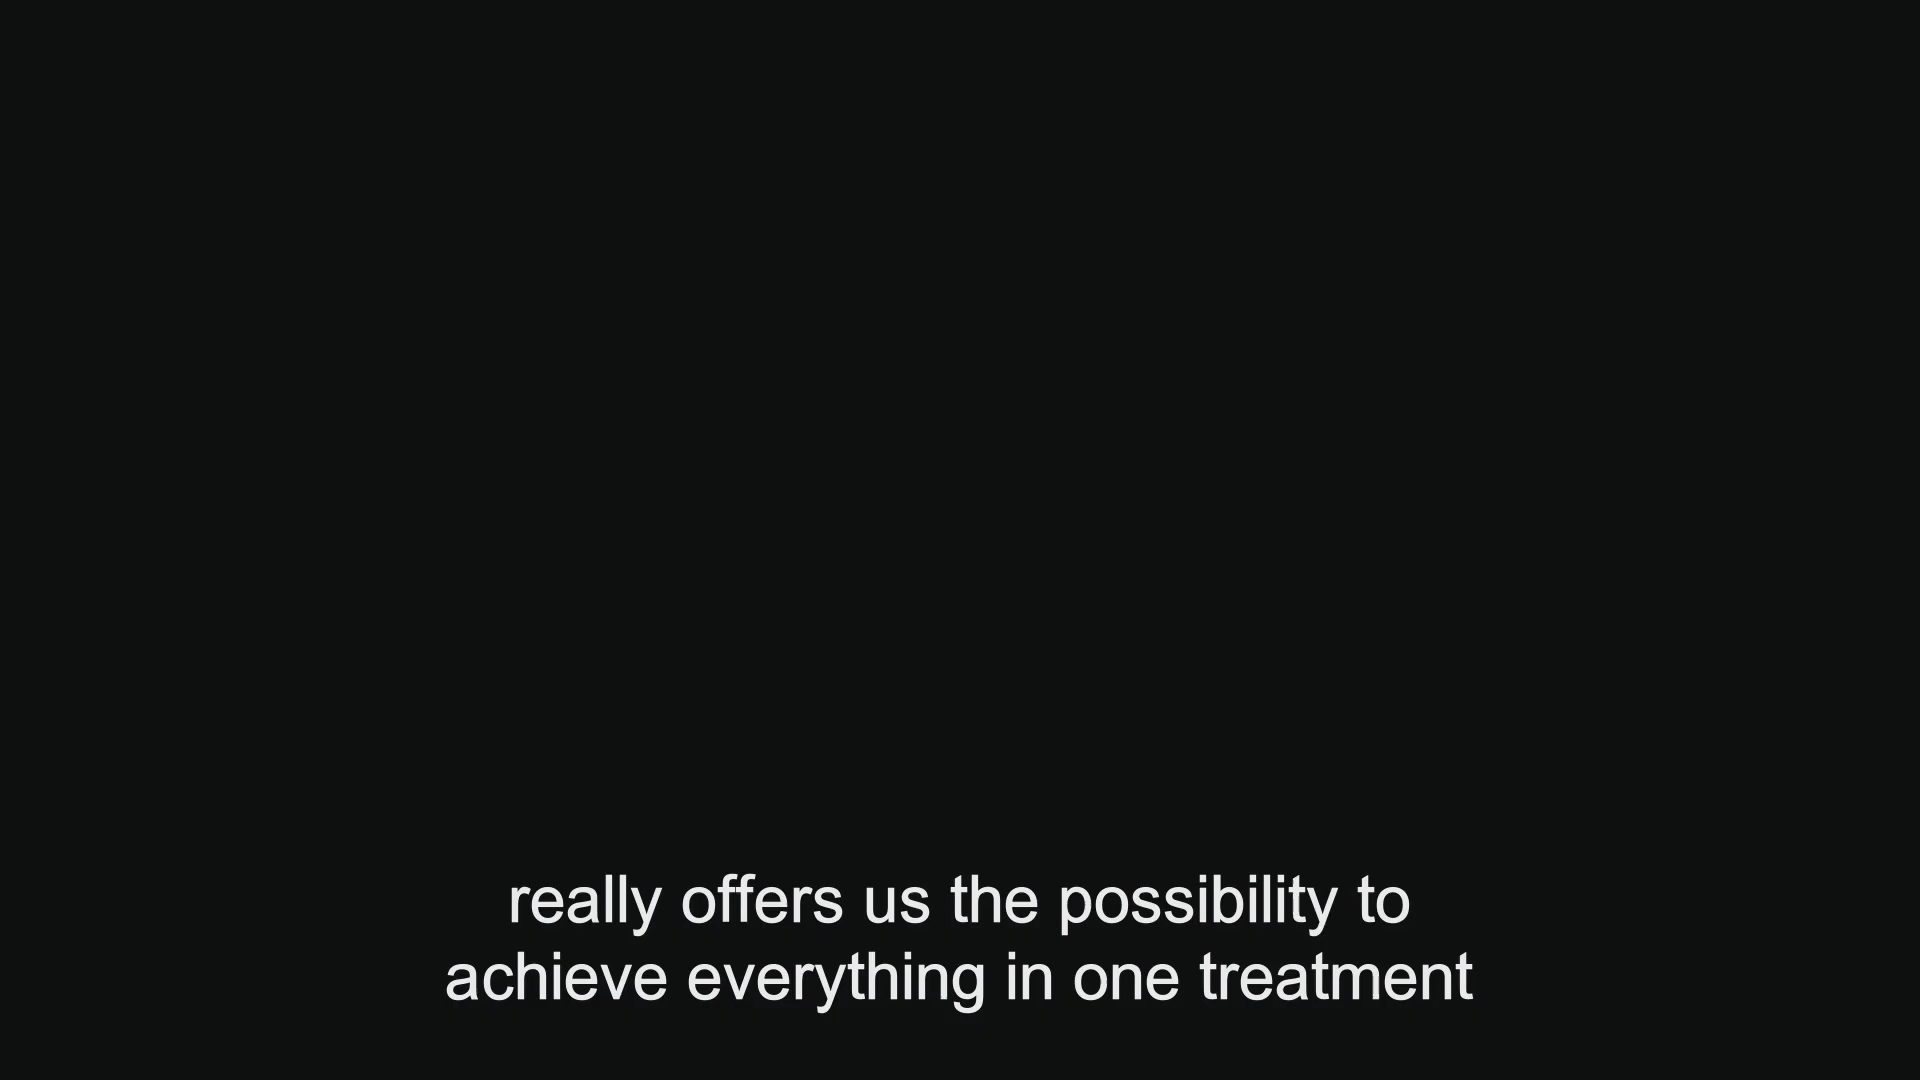 really offers us the possibility to
achieve everything in one treatment